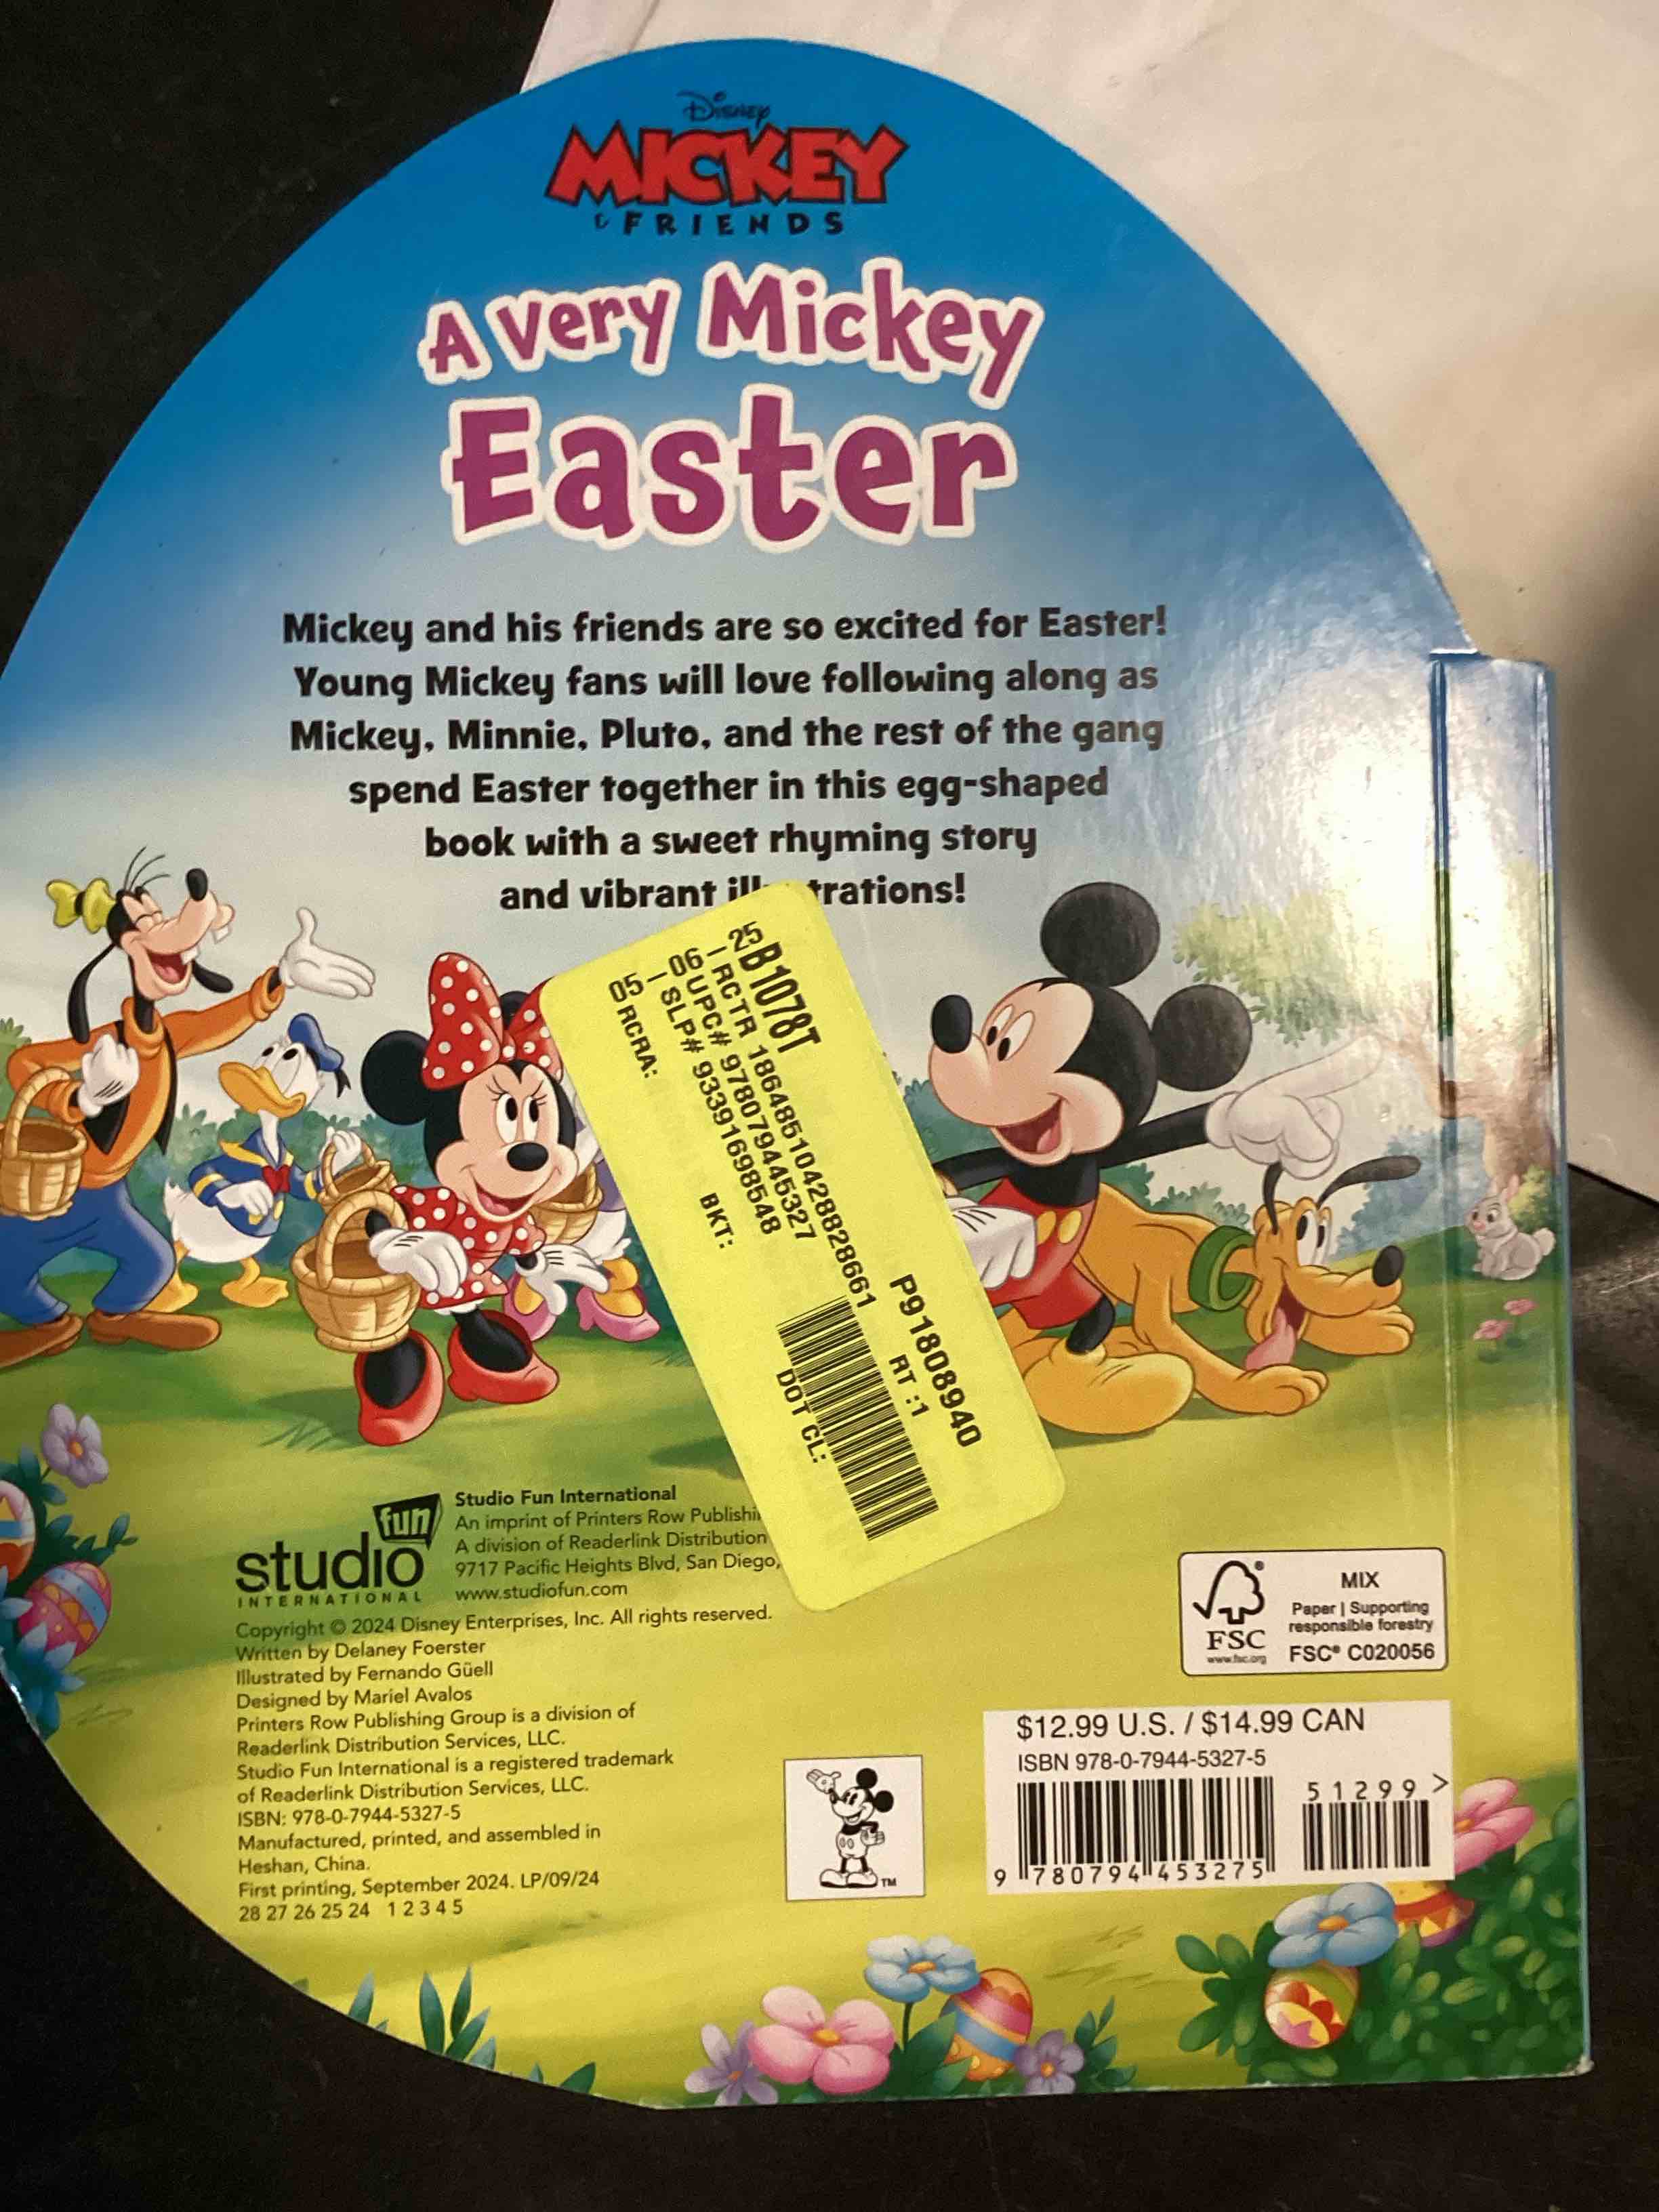 Disney
MICKEY
& FRIENDS
A very Mickey
Easter
Mickey and his friends are so excited for Easter!
Young Mickey fans will love following along as
Mickey, Minnie, Pluto, and the rest of the gang
spend Easter together in this egg-shaped
book with a sweet rhyming story
and vibrant ill trations!
05-06-25 B1078T
I RCTR 1864851042882866​1
0 UPC# 9780794445327
I SLP# 93391698548
RCRA:
BKT:
P91808940
RT :1
DOT CL:
fun
studio
INTERNATIONAL
Studio Fun International
An imprint of Printers Row Publishi
A division of Readerlink Distribution
9717 Pacific Heights Blvd, San Diego,
www.studiofun.com
Copyright © 2024 Disney Enterprises, Inc. All rights reserved.
Written by Delaney Foerster
Illustrated by Fernando Güell
Designed by Mariel Avalos
Printers Row Publishing Group is a division of
Readerlink Distribution Services, LLC.
Studio Fun International is a registered trademark
of Readerlink Distribution Services, LLC.
ISBN: 978-0-7944-5327-5
Manufactured, printed, and assembled in
Heshan, China.
First printing, September 2024. LP/09/24
28 27 26 25 24 1 2 3 4 5
TM
FSC
www.fsc.org
MIX
Paper | Supporting
responsible forestry
FSC® C020056
$12.99 U.S. / $14.99 CAN
ISBN 978-0-7944-5327-5
51299>
9 780794 453275